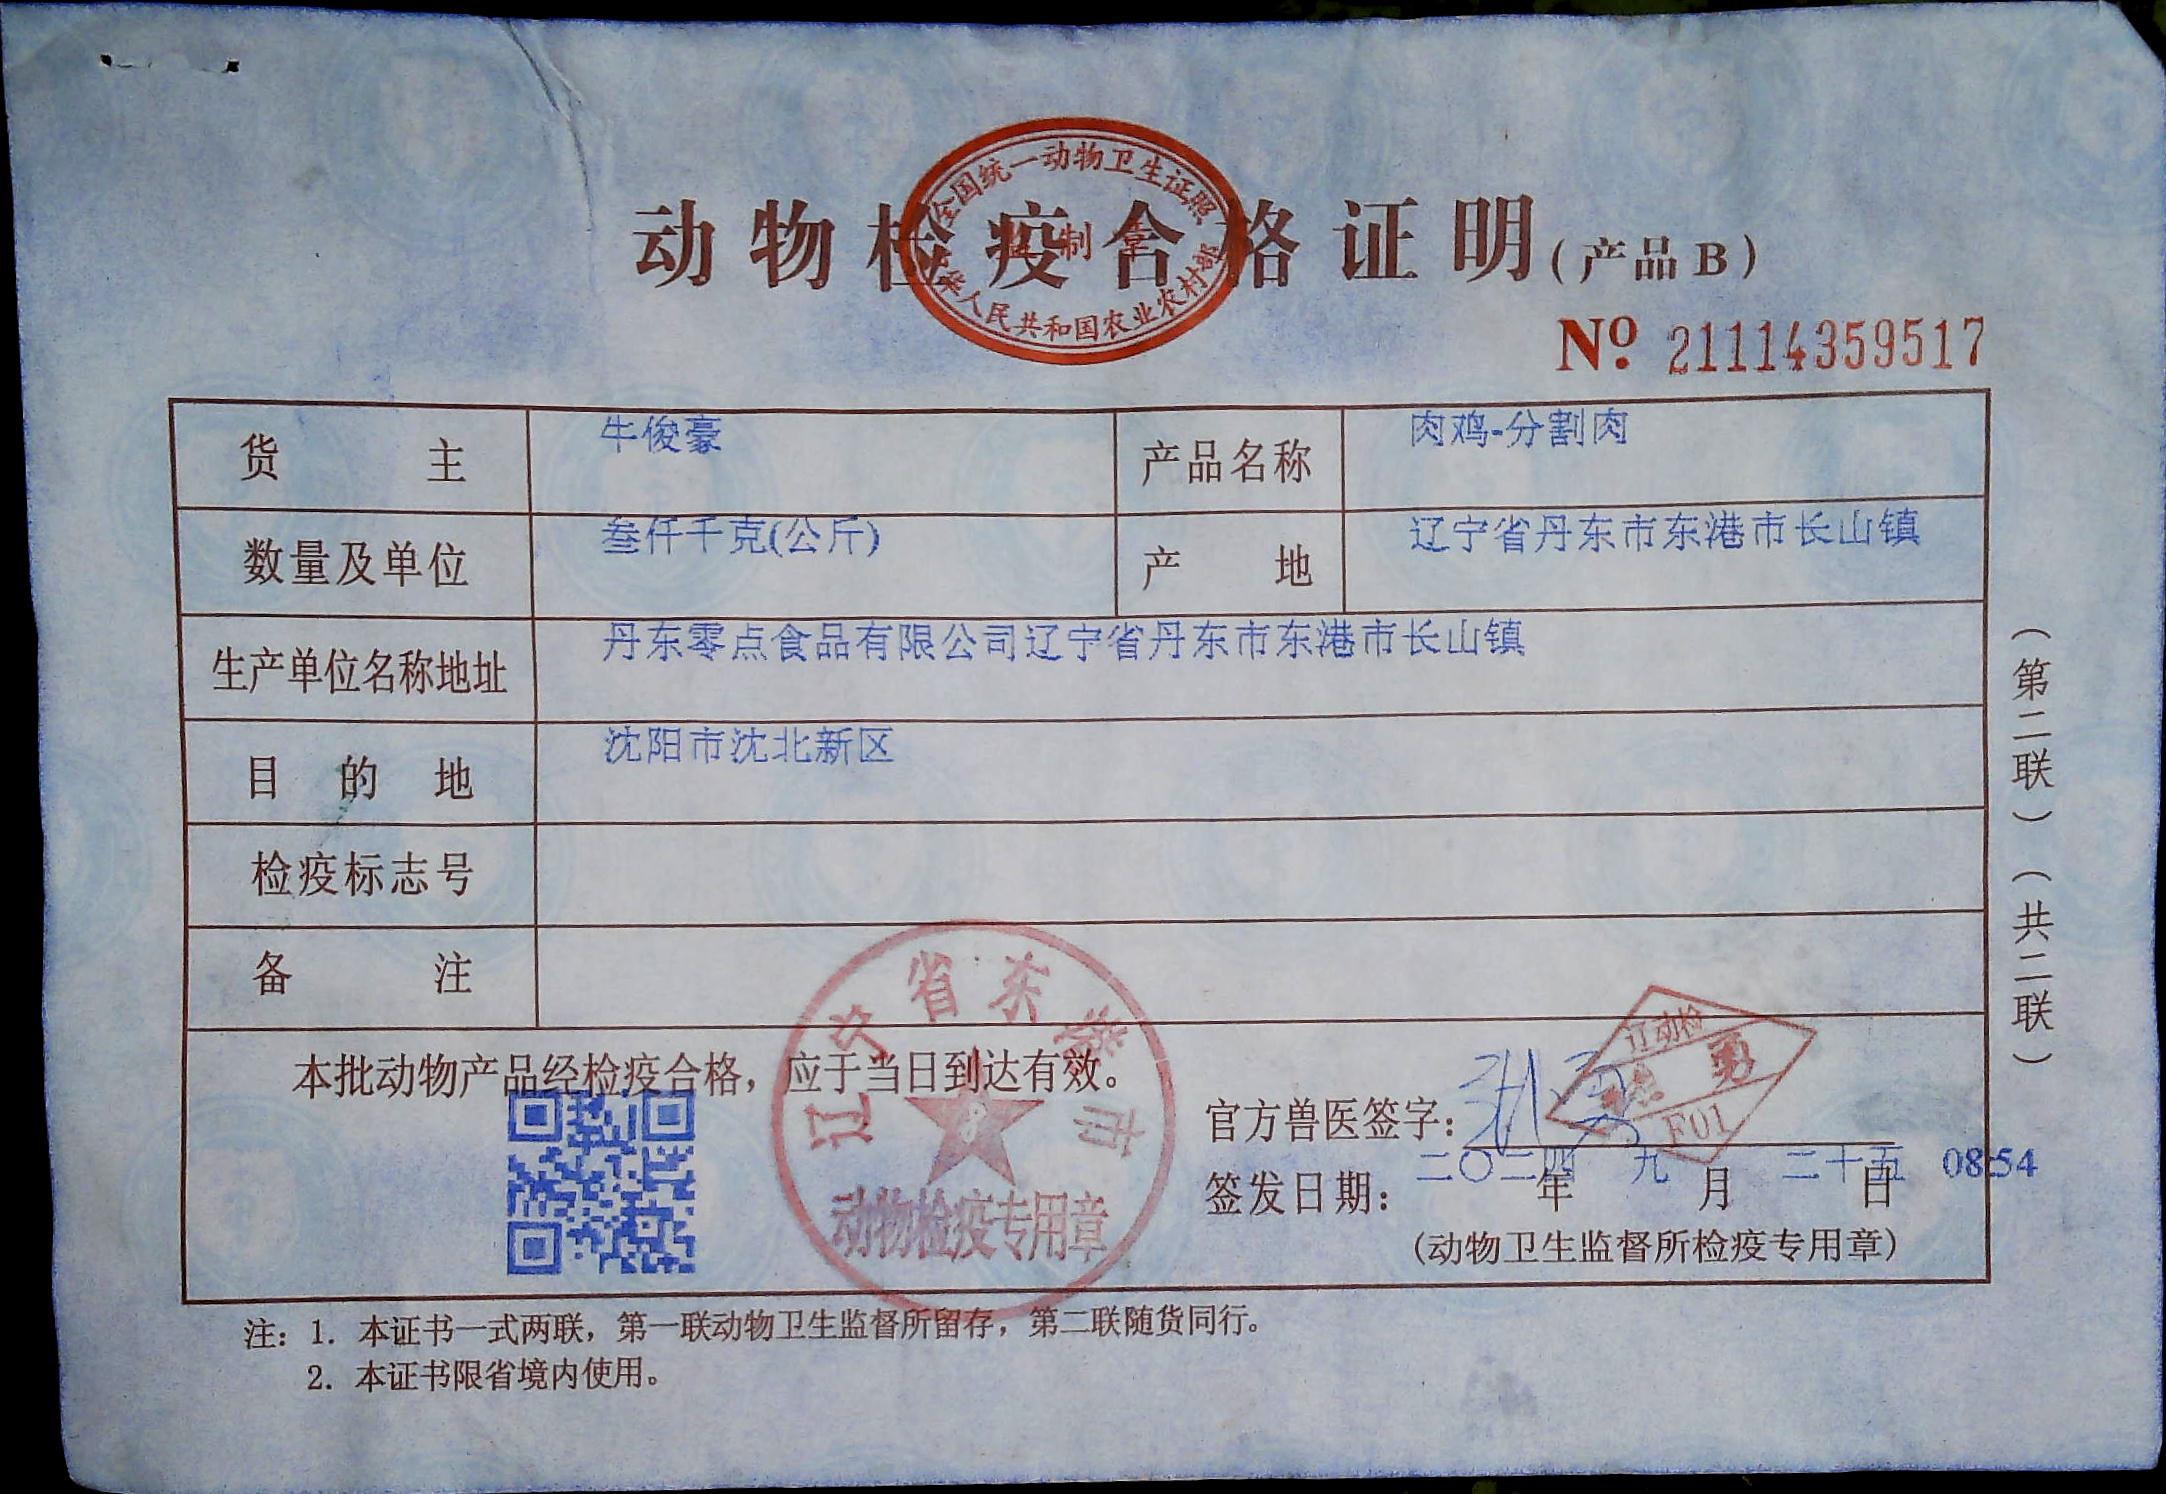 动物检疫合格证明(产品B)
全国统一动物卫生证照
监制章
中华人民共和国农业农村部
№ 21114359517
货主 牛俊豪 产品名称 肉鸡-分割肉
数量及单位 叁仟千克(公斤) 产地 辽宁省丹东市东港市长山镇
生产单位名称地址 丹东零点食品有限公司辽宁省丹东市东港市长山镇
目的地 沈阳市沈北新区
检疫标志号
备注
本批动物产品经检疫合格，应于当日到达有效。
辽宁省东港市
8
动物检疫专用章
官方兽医签字：
辽动检
勇
F01
签发日期：二〇二四年九月二十五日 08:54
(动物卫生监督所检疫专用章)
注：1. 本证书一式两联，第一联动物卫生监督所留存，第二联随货同行。
2. 本证书限省境内使用。
（第二联）（共二联）